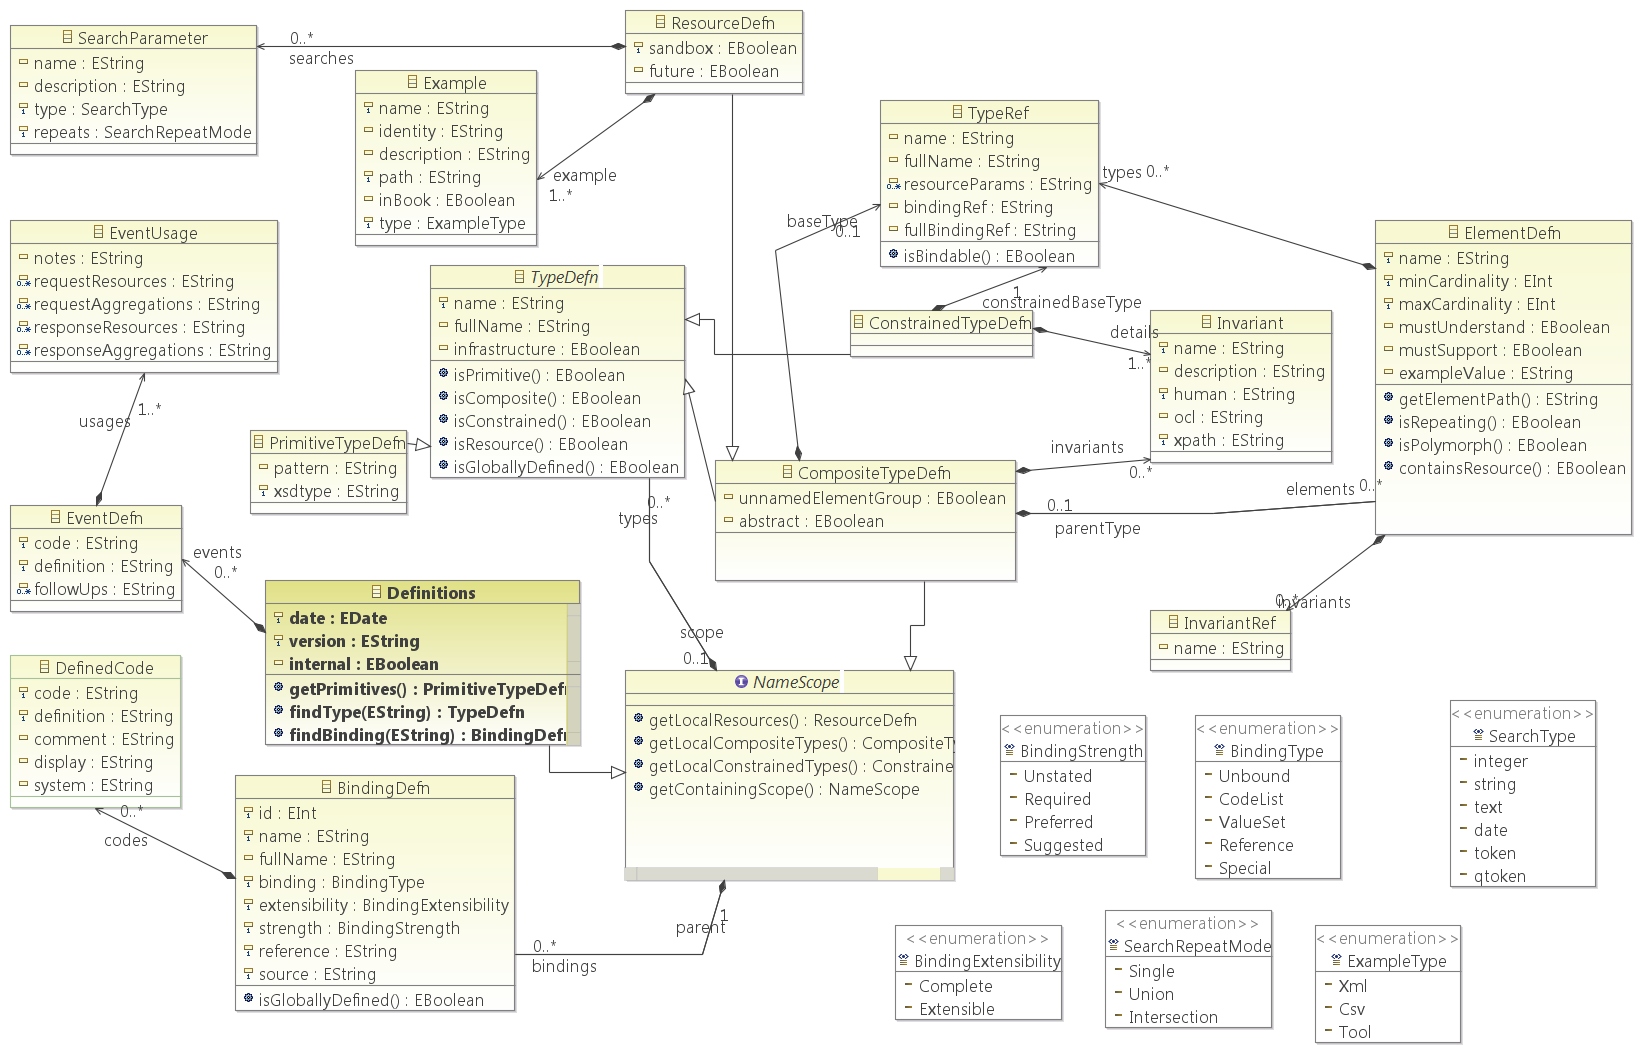 SearchParameter
name : EString
description : EString
type : SearchType
repeats : SearchRepeatMode
0..*
searches
ResourceDefn
sandbox : EBoolean
future : EBoolean
Example
name : EString
identity : EString
description : EString
path : EString
inBook : EBoolean
type : ExampleType
example
1..*
TypeRef
name : EString
fullName : EString
0..* resourceParams : EString
bindingRef : EString
fullBindingRef : EString
isBindable() : EBoolean
types 0..*
baseType
0..1
ElementDefn
name : EString
minCardinality : EInt
maxCardinality : EInt
mustUnderstand : EBoolean
mustSupport : EBoolean
exampleValue : EString
getElementPath() : EString
isRepeating() : EBoolean
isPolymorph() : EBoolean
containsResource() : EBoolean
EventUsage
notes : EString
0..* requestResources : EString
0..* requestAggregations : EString
0..* responseResources : EString
0..* responseAggregations : EString
1..*
usages
TypeDefn
name : EString
fullName : EString
infrastructure : EBoolean
isPrimitive() : EBoolean
isComposite() : EBoolean
isConstrained() : EBoolean
isResource() : EBoolean
isGloballyDefined() : EBoolean
1
constrainedBaseType
ConstrainedTypeDefn
details
1..*
Invariant
name : EString
description : EString
human : EString
ocl : EString
xpath : EString
PrimitiveTypeDefn
pattern : EString
xsdtype : EString
CompositeTypeDefn
unnamedElementGroup : EBoolean
abstract : EBoolean
invariants
0..*
elements 0..*
0..1
parentType
0..*
types
EventDefn
code : EString
definition : EString
0..* followUps : EString
events
0..*
Definitions
date : EDate
version : EString
internal : EBoolean
getPrimitives() : PrimitiveTypeDefn
findType(EString) : TypeDefn
findBinding(EString) : BindingDefn
0..*
invariants
InvariantRef
name : EString
scope
0..1
DefinedCode
code : EString
definition : EString
comment : EString
display : EString
system : EString
0..*
codes
NameScope
getLocalResources() : ResourceDefn
getLocalCompositeTypes() : CompositeTy
getLocalConstrainedTypes() : Constraine
getContainingScope() : NameScope
BindingDefn
id : EInt
name : EString
fullName : EString
binding : BindingType
extensibility : BindingExtensibility
strength : BindingStrength
reference : EString
source : EString
isGloballyDefined() : EBoolean
1
parent
0..*
bindings
<<enumeration>>
BindingStrength
Unstated
Required
Preferred
Suggested
<<enumeration>>
BindingType
Unbound
CodeList
ValueSet
Reference
Special
<<enumeration>>
SearchType
integer
string
text
date
token
qtoken
<<enumeration>>
BindingExtensibility
Complete
Extensible
<<enumeration>>
SearchRepeatMode
Single
Union
Intersection
<<enumeration>>
ExampleType
Xml
Csv
Tool